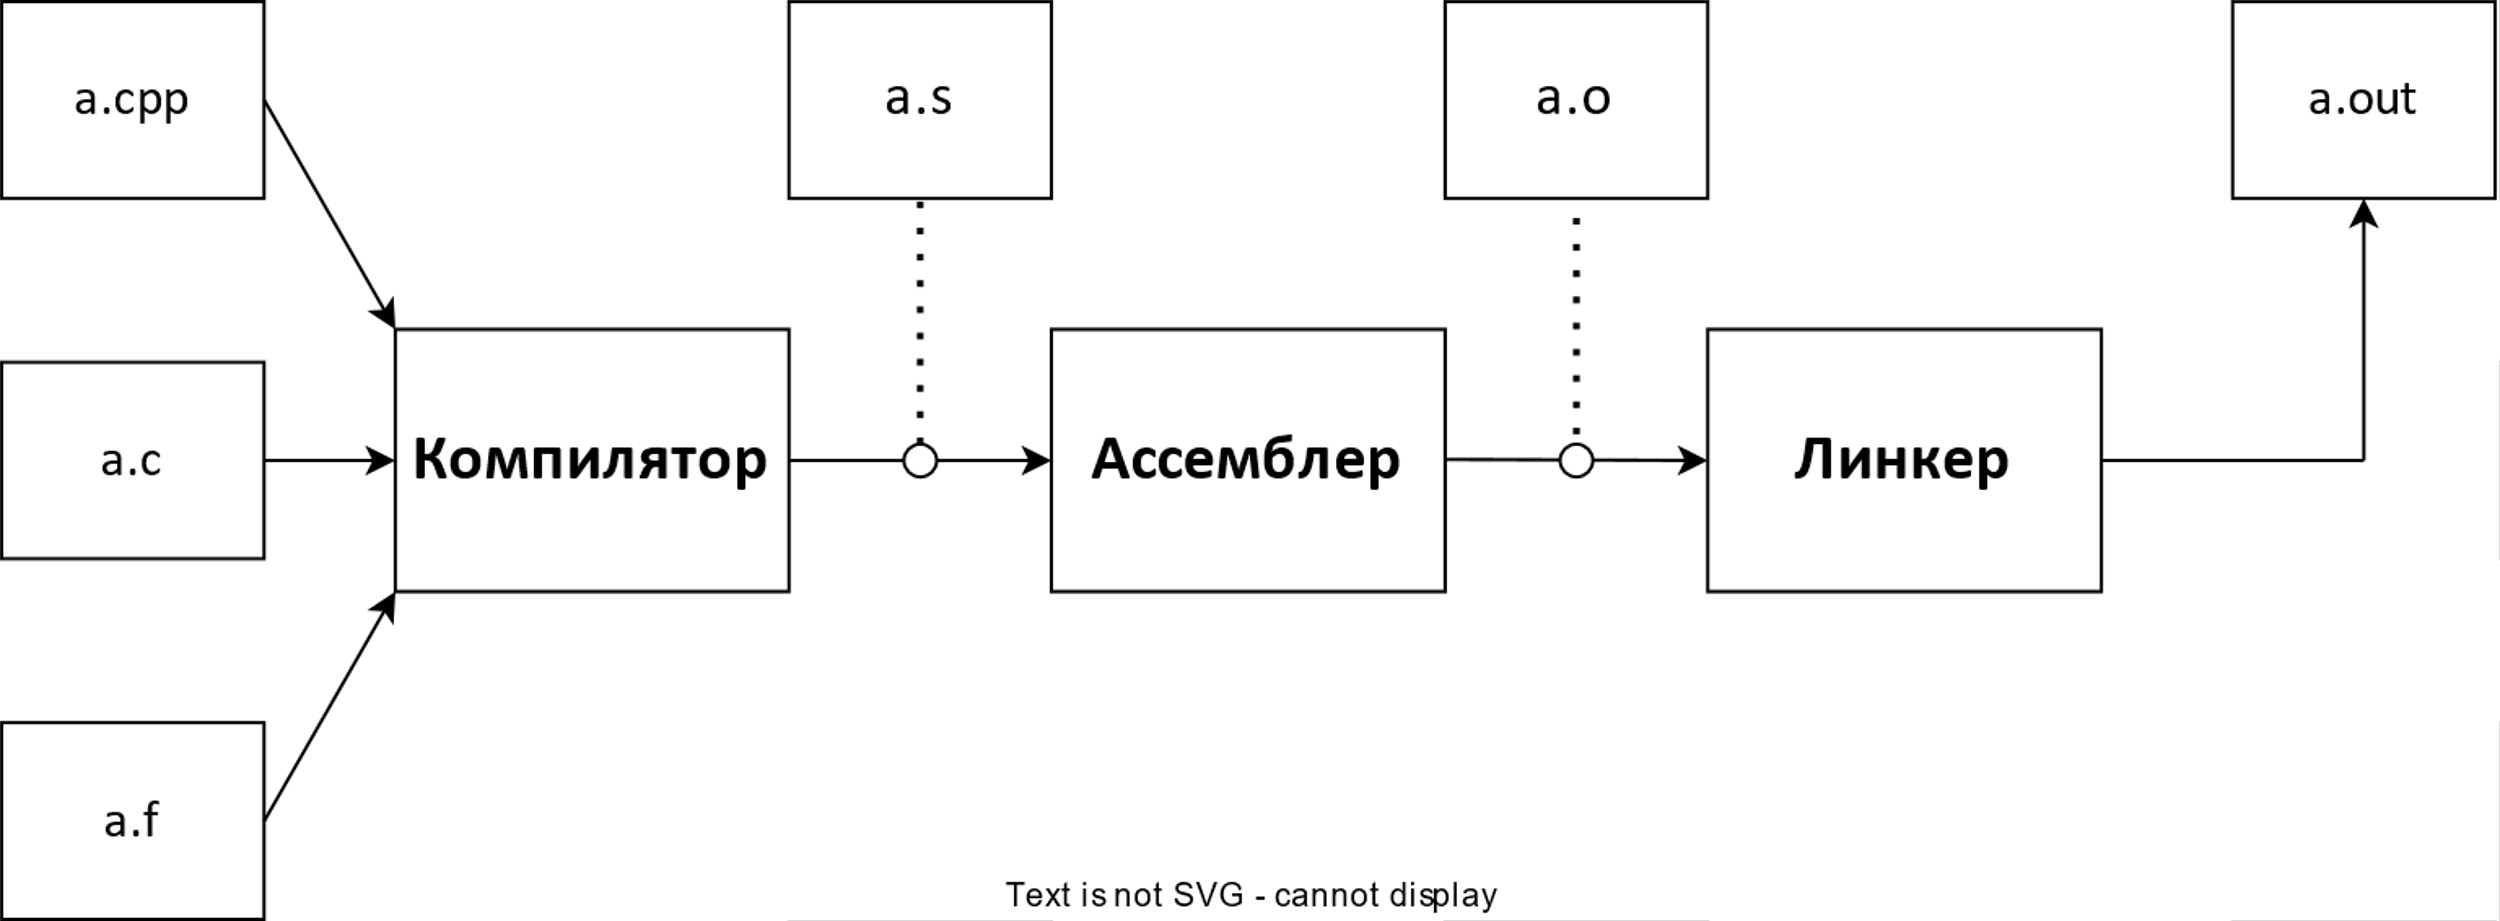 a.cpp
a.s
a.o
a.out
a.c
Компилятор
Ассемблер
Линкер
a.f
Text is not SVG - cannot display